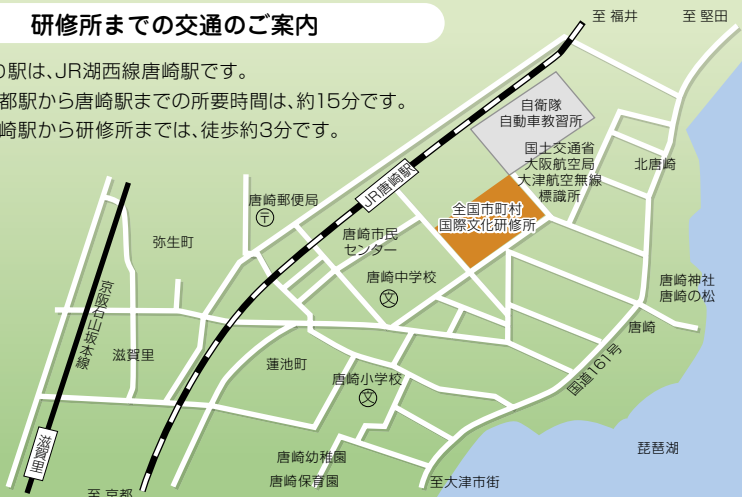 研修所までの交通のご案内
り駅は、JR湖西線唐崎駅です。
都駅から唐崎駅までの所要時間は、約15分です。
崎駅から研修所までは、徒歩約3分です。
至 福井
至 堅田
自衛隊
自動車教習所
国土交通省
大阪航空局
大津航空無線
標識所
北唐崎
JR唐崎駅
唐崎郵便局
〒
全国市町村
国際文化研修所
弥生町
唐崎市民
センター
唐崎中学校
文
唐崎神社
唐崎の松
京阪石山坂本線
唐崎
滋賀里
蓮池町
国道161号
唐崎小学校
文
滋賀里
琵琶湖
唐崎幼稚園
唐崎保育園
至大津市街
至 京都